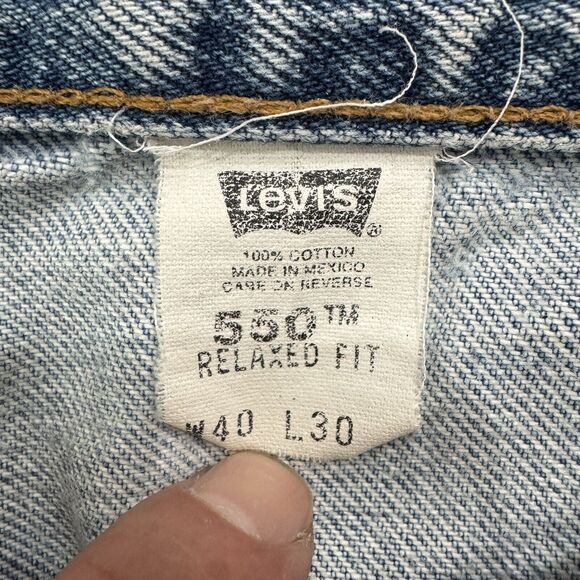 Levi's ®
100% COTTON
MADE IN MEXICO
CARE ON REVERSE
550™
RELAXED FIT
W40 L30